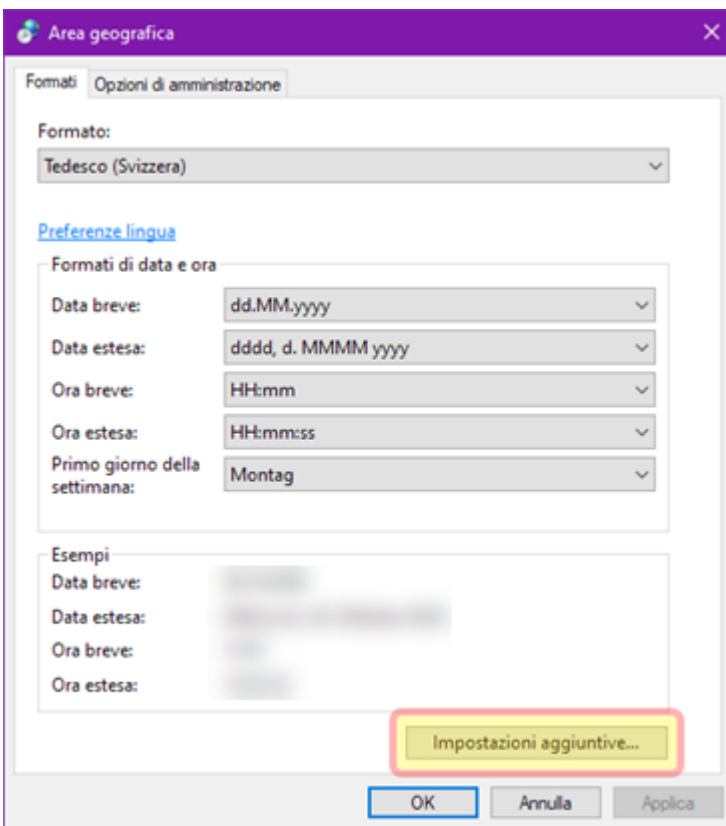 Area geografica
Formati Opzioni di amministrazione
Formato:
Tedesco (Svizzera)
Preferenze lingua
Formati di data e ora
Data breve: dd.MM.yyyy
Data estesa: dddd, d. MMMM yyyy
Ora breve: HH:mm
Ora estesa: HH:mm:ss
Primo giorno della
settimana: Montag
Esempi
Data breve:
Data estesa:
Ora breve:
Ora estesa:
Impostazioni aggiuntive...
OK Annulla Applica